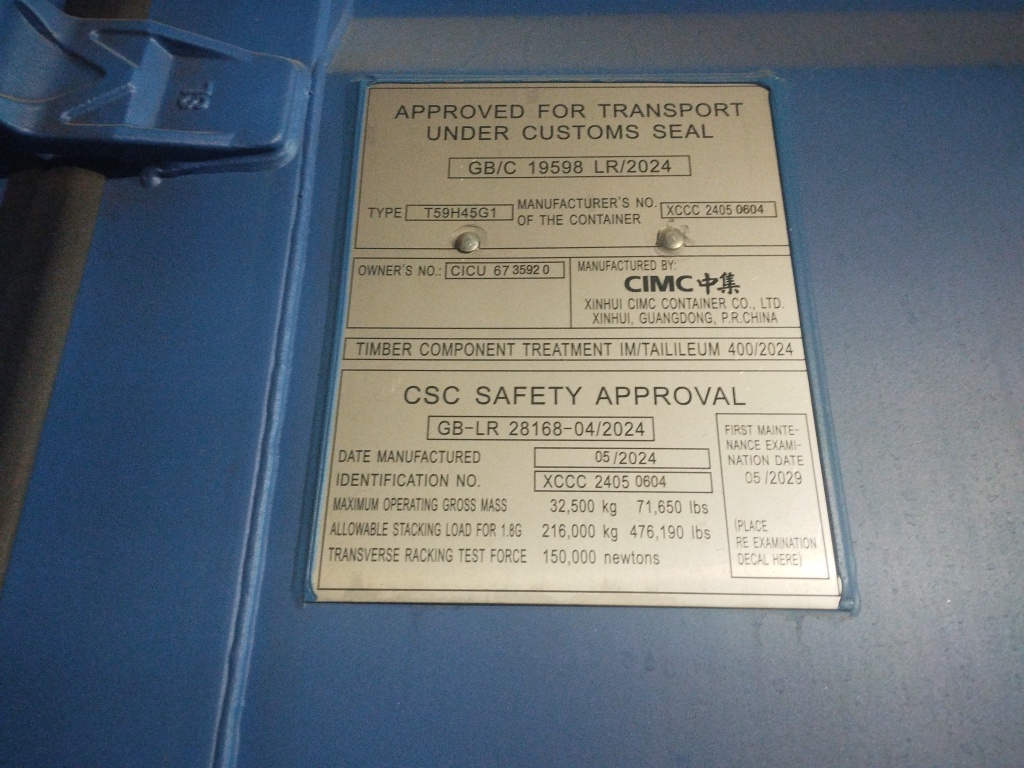 SL
APPROVED FOR TRANSPORT
UNDER CUSTOMS SEAL
GB/C 19598 LR/2024
TYPE T59H45G1 MANUFACTURER'S NO. OF THE CONTAINER XCCC 2405 0604
OWNER'S NO.: CICU 67 3592 0
MANUFACTURED BY:
CIMC 中集
XINHUI CIMC CONTAINER CO., LTD.
XINHUI, GUANGDONG, P.R.CHINA
TIMBER COMPONENT TREATMENT IM/TAILILEUM 400/2024
CSC SAFETY APPROVAL
GB-LR 28168-04/2024
DATE MANUFACTURED 05/2024
IDENTIFICATION NO. XCCC 2405 0604
MAXIMUM OPERATING GROSS MASS 32,500 kg 71,650 lbs
ALLOWABLE STACKING LOAD FOR 1.8G 216,000 kg 476,190 lbs
TRANSVERSE RACKING TEST FORCE 150,000 newtons
FIRST MAINTE-
NANCE EXAMI-
NATION DATE
05/2029
(PLACE
RE EXAMINATION
DECAL HERE)